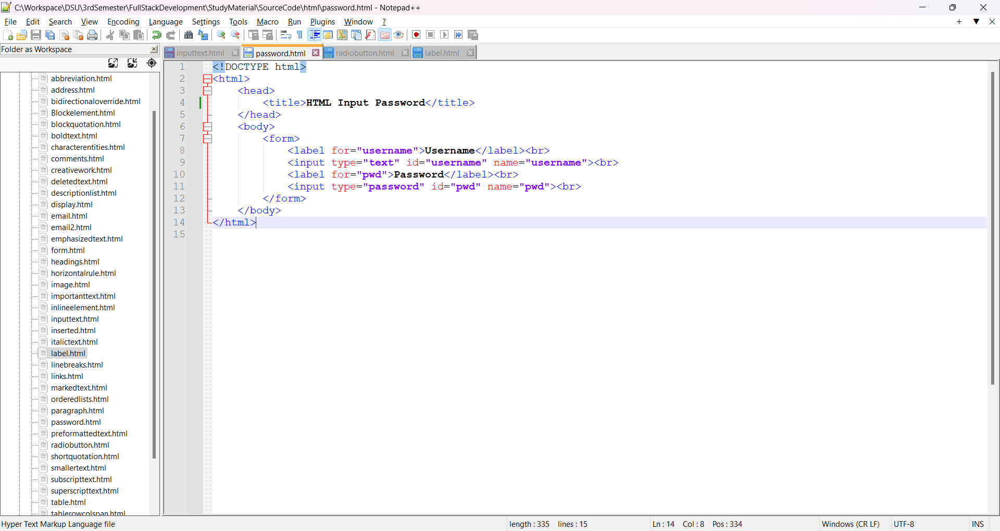 C:\Workspace\DSU\3rdSemester\FullStackDevelopment\StudyMaterial\SourceCode\html\password.html - Notepad++
File Edit Search View Encoding Language Settings Tools Macro Run Plugins Window ?
Folder as Workspace
inputtext.html password.html radiobutton.html label.html
abbreviation.html
address.html
bidirectionaloverride.html
Blockelement.html
blockquotation.html
boldtext.html
characterentities.html
comments.html
creativework.html
deletedtext.html
descriptionlist.html
display.html
email.html
email2.html
emphasizedtext.html
form.html
headings.html
horizontalrule.html
image.html
importanttext.html
inlineelement.html
inputtext.html
inserted.html
italictext.html
label.html
linebreaks.html
links.html
markedtext.html
orderedlists.html
paragraph.html
password.html
preformattedtext.html
radiobutton.html
shortquotation.html
smallertext.html
subscripttext.html
superscripttext.html
table.html
tablerowcolspan.html
1 <!DOCTYPE html>
2 <html>
3 <head>
4 <title>HTML Input Password</title>
5 </head>
6 <body>
7 <form>
8 <label for="username">Username</label><br>
9 <input type="text" id="username" name="username"><br>
10 <label for="pwd">Password</label><br>
11 <input type="password" id="pwd" name="pwd"><br>
12 </form>
13 </body>
14 </html>
15
Hyper Text Markup Language file length : 335 lines : 15 Ln : 14 Col : 8 Pos : 334 Windows (CR LF) UTF-8 INS